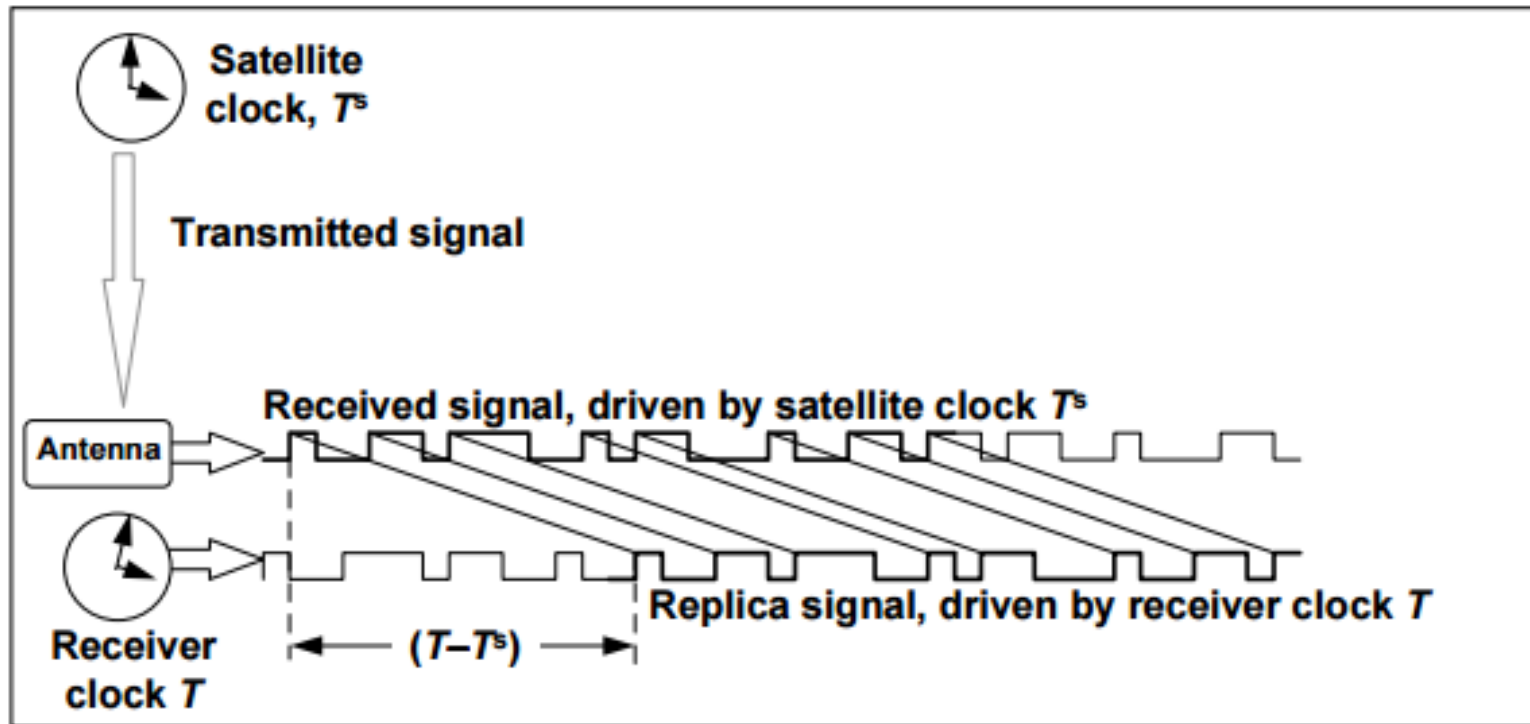 Satellite
clock, Tˢ
Transmitted signal
Received signal, driven by satellite clock Tˢ
Antenna
Replica signal, driven by receiver clock T
(T–Tˢ)
Receiver
clock T